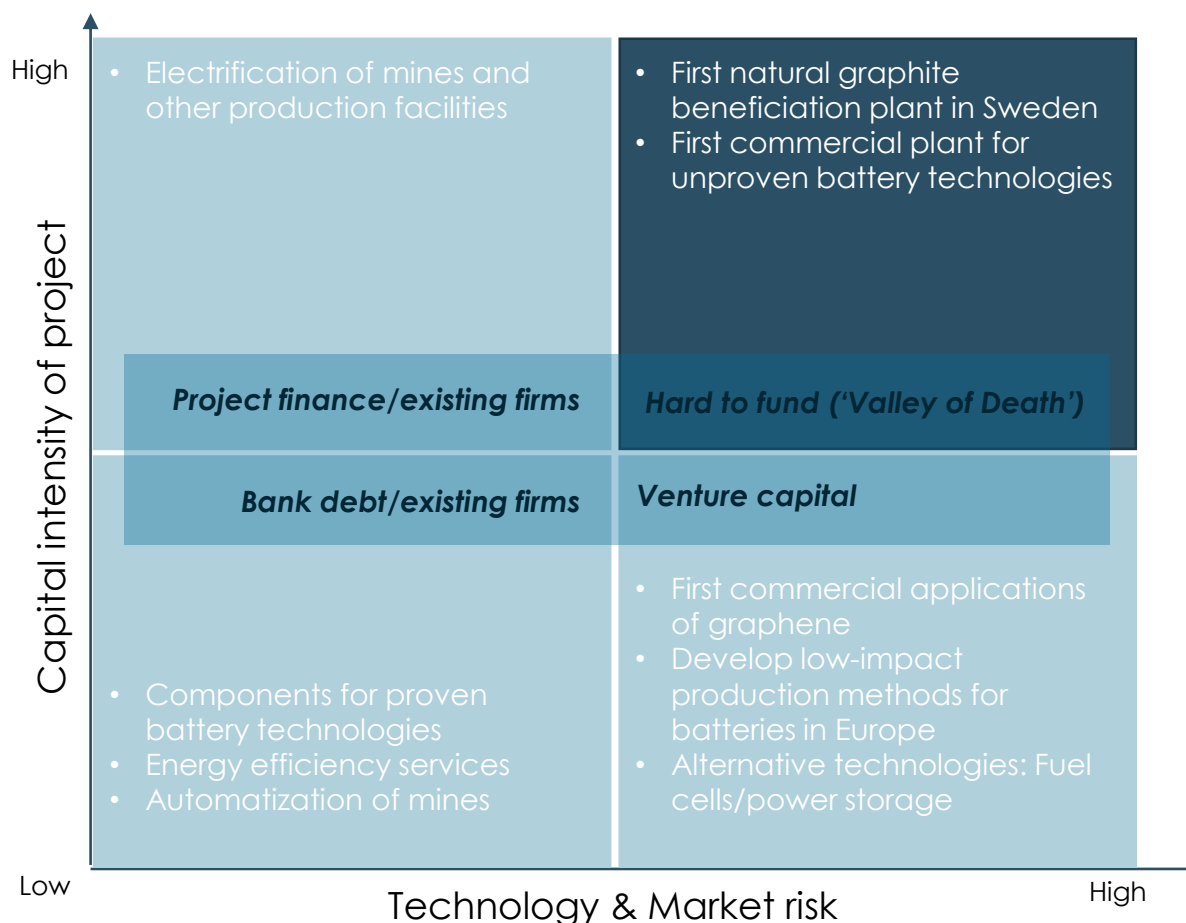 High
• Electrification of mines and
other production facilities
• First natural graphite
beneficiation plant in Sweden
• First commercial plant for
unproven battery technologies
Capital intensity of project
Project finance/existing firms
Hard to fund (‘Valley of Death’)
Bank debt/existing firms
Venture capital
• Components for proven
battery technologies
• Energy efficiency services
• Automatization of mines
• First commercial applications
of graphene
• Develop low-impact
production methods for
batteries in Europe
• Alternative technologies: Fuel
cells/power storage
Low
Technology & Market risk
High